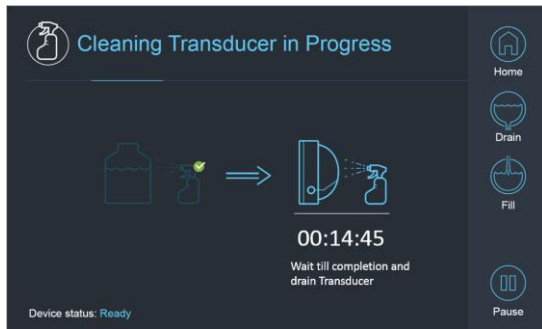 Cleaning Transducer in Progress
Home
Drain
Fill
00:14:45
Wait till completion and
drain Transducer
Device status: Ready
Pause